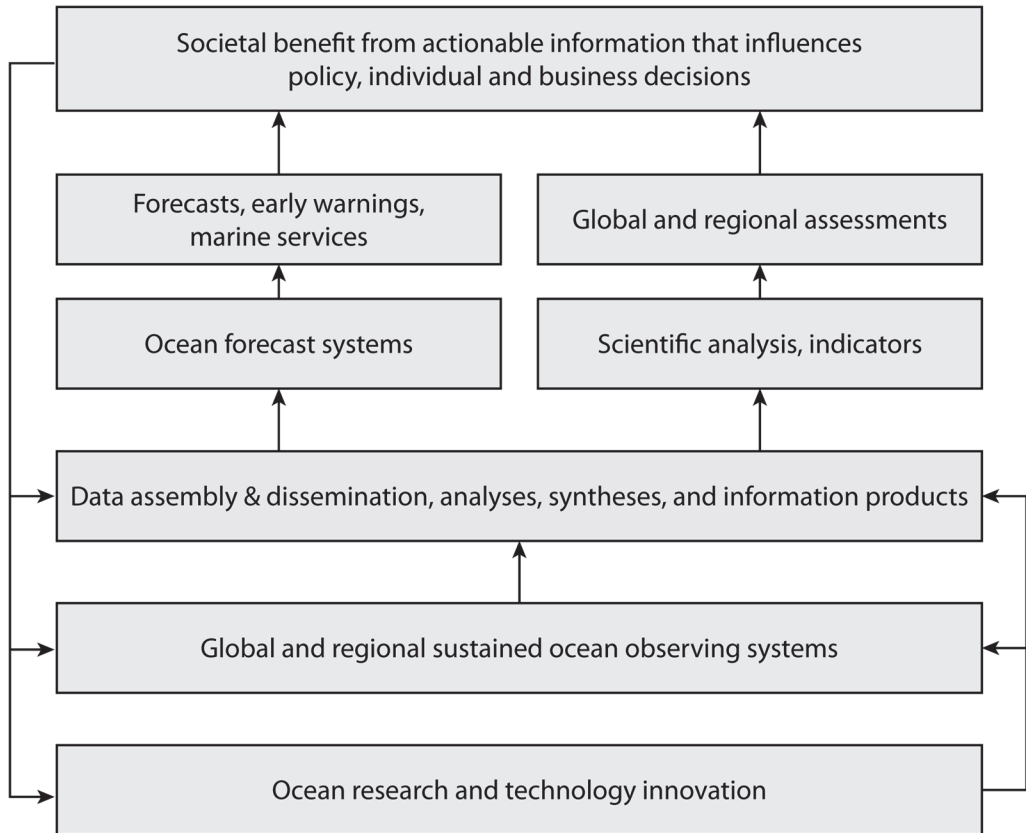 Societal benefit from actionable information that influences
policy, individual and business decisions
Forecasts, early warnings,
marine services
Global and regional assessments
Ocean forecast systems
Scientific analysis, indicators
Data assembly & dissemination, analyses, syntheses, and information products
Global and regional sustained ocean observing systems
Ocean research and technology innovation